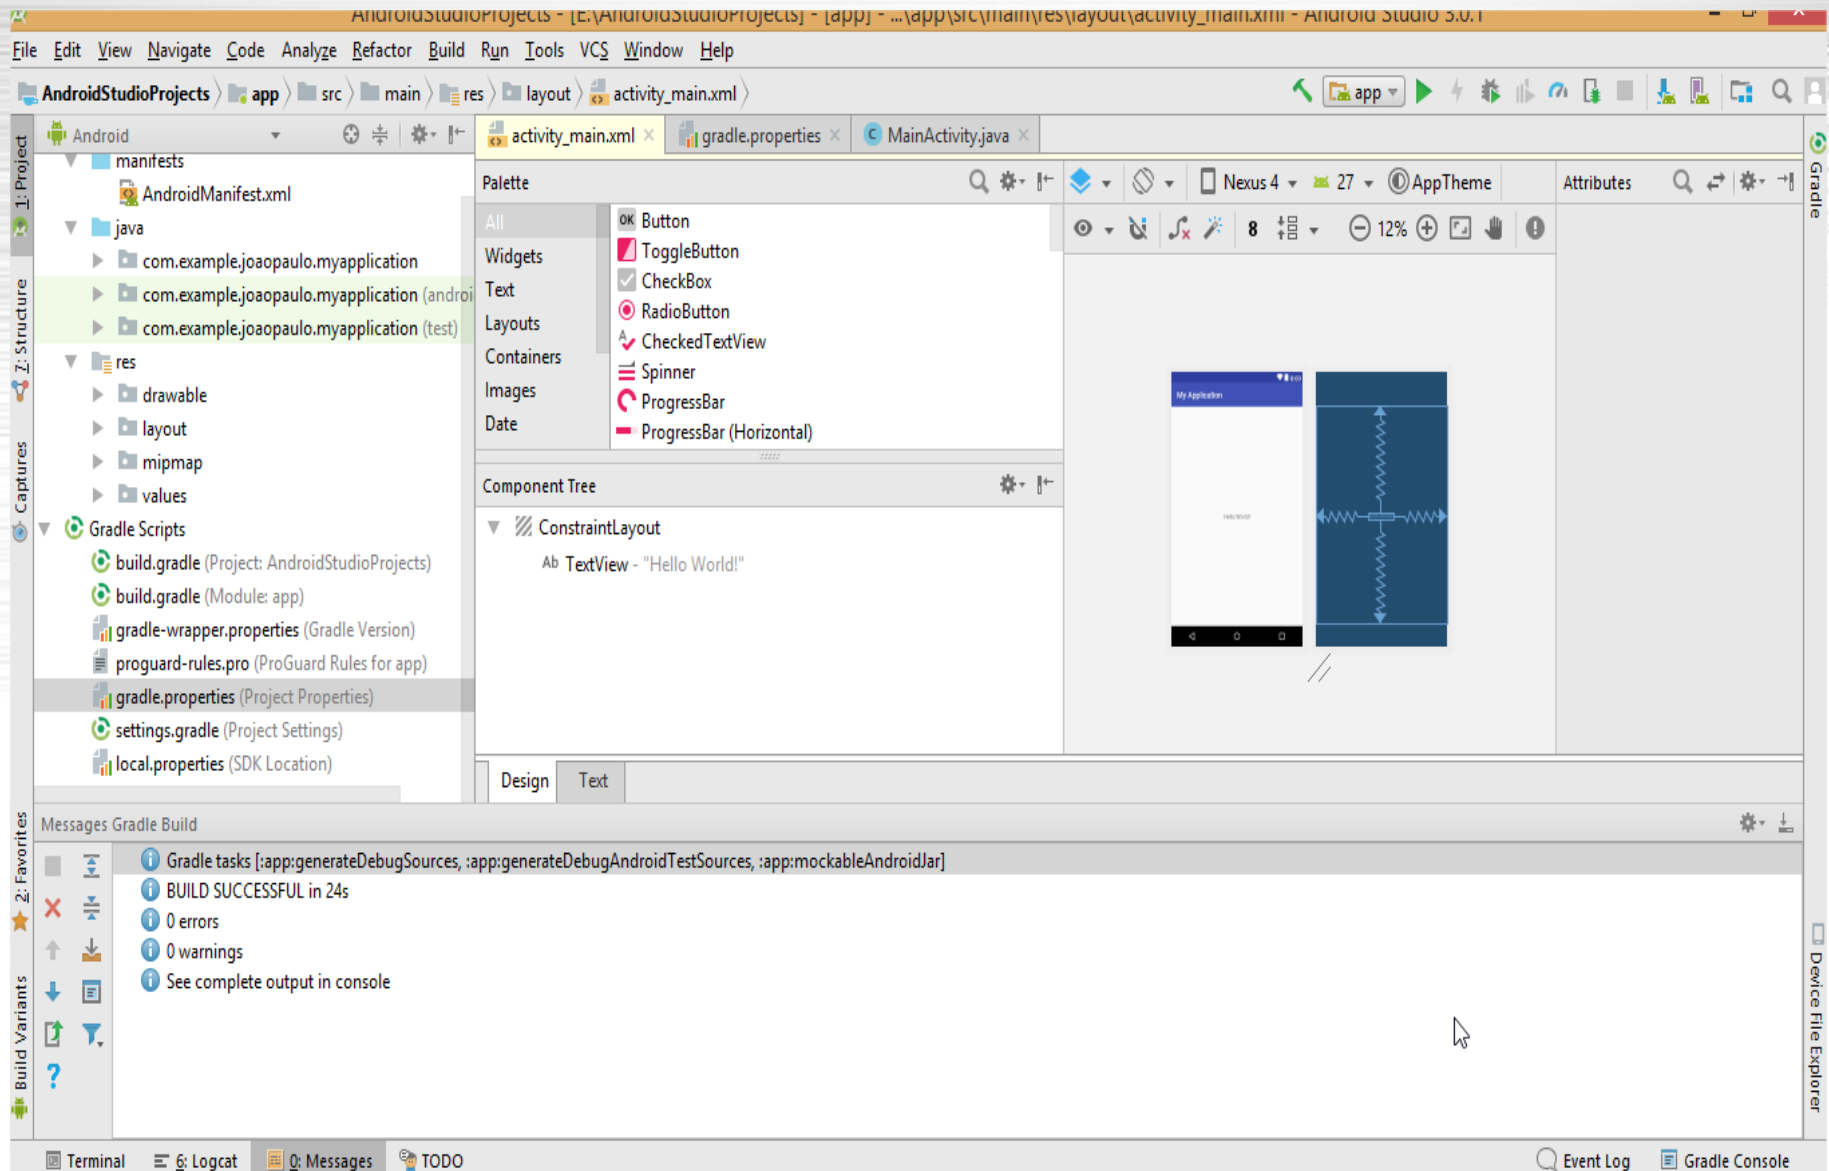 AndroidStudioProjects - [E:\AndroidStudioProjects] - [app] - ...\app\src\main\res\layout\activity_main.xml - Android Studio 3.0.1
File Edit View Navigate Code Analyze Refactor Build Run Tools VCS Window Help
AndroidStudioProjects app src main res layout activity_main.xml
app
Android
activity_main.xml gradle.properties MainActivity.java
1: Project
7: Structure
Captures
2: Favorites
Build Variants
manifests
AndroidManifest.xml
java
com.example.joaopaulo.myapplication
com.example.joaopaulo.myapplication (androi
com.example.joaopaulo.myapplication (test)
res
drawable
layout
mipmap
values
Gradle Scripts
build.gradle (Project: AndroidStudioProjects)
build.gradle (Module: app)
gradle-wrapper.properties (Gradle Version)
proguard-rules.pro (ProGuard Rules for app)
gradle.properties (Project Properties)
settings.gradle (Project Settings)
local.properties (SDK Location)
Palette
All
Widgets
Text
Layouts
Containers
Images
Date
OK Button
ToggleButton
CheckBox
RadioButton
CheckedTextView
Spinner
ProgressBar
ProgressBar (Horizontal)
Component Tree
ConstraintLayout
Ab TextView - "Hello World!"
Nexus 4 27 AppTheme
8 12%
My Application
Attributes
Gradle
Device File Explorer
Design Text
Messages Gradle Build
Gradle tasks [:app:generateDebugSources, :app:generateDebugAndroidTestSources, :app:mockableAndroidJar]
BUILD SUCCESSFUL in 24s
0 errors
0 warnings
See complete output in console
Terminal 6: Logcat 0: Messages TODO
Event Log Gradle Console